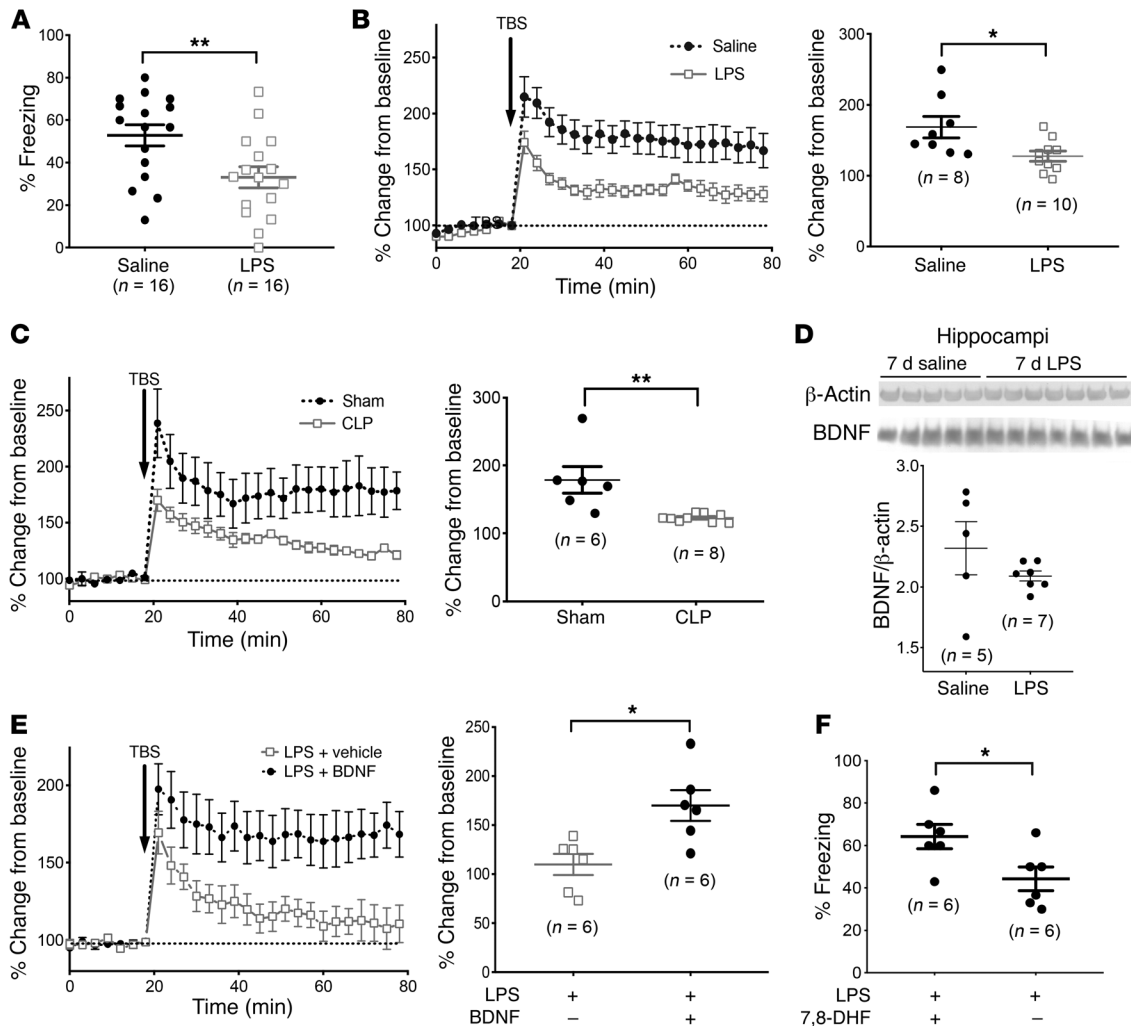 A
**
% Freezing
100
80
60
40
20
0
Saline
LPS
(n = 16)
(n = 16)
B
TBS
Saline
LPS
% Change from baseline
250
200
150
100
TBS
0
20
40
60
80
Time (min)
*
% Change from baseline
300
200
100
0
(n = 8)
(n = 10)
Saline
LPS
C
TBS
Sham
CLP
% Change from baseline
250
200
150
100
0
20
40
60
80
Time (min)
**
% Change from baseline
300
200
100
0
(n = 6)
(n = 8)
Sham
CLP
D
Hippocampi
7 d saline
7 d LPS
β-Actin
BDNF
BDNF/β-actin
3.0
2.5
2.0
1.5
(n = 5)
(n = 7)
Saline
LPS
E
TBS
LPS + vehicle
LPS + BDNF
% Change from baseline
200
150
100
0
20
40
60
80
Time (min)
*
% Change from baseline
250
200
150
100
50
0
(n = 6)
(n = 6)
LPS + +
BDNF − +
F
*
% Freezing
100
80
60
40
20
0
(n = 6)
(n = 6)
LPS + +
7,8-DHF + −